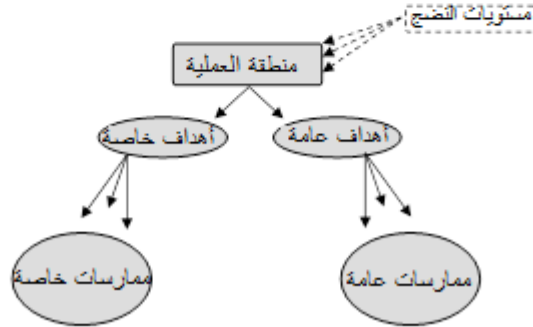 مستويات النضج
منطقة العملية
أهداف عامة
أهداف خاصة
ممارسات عامة
ممارسات خاصة